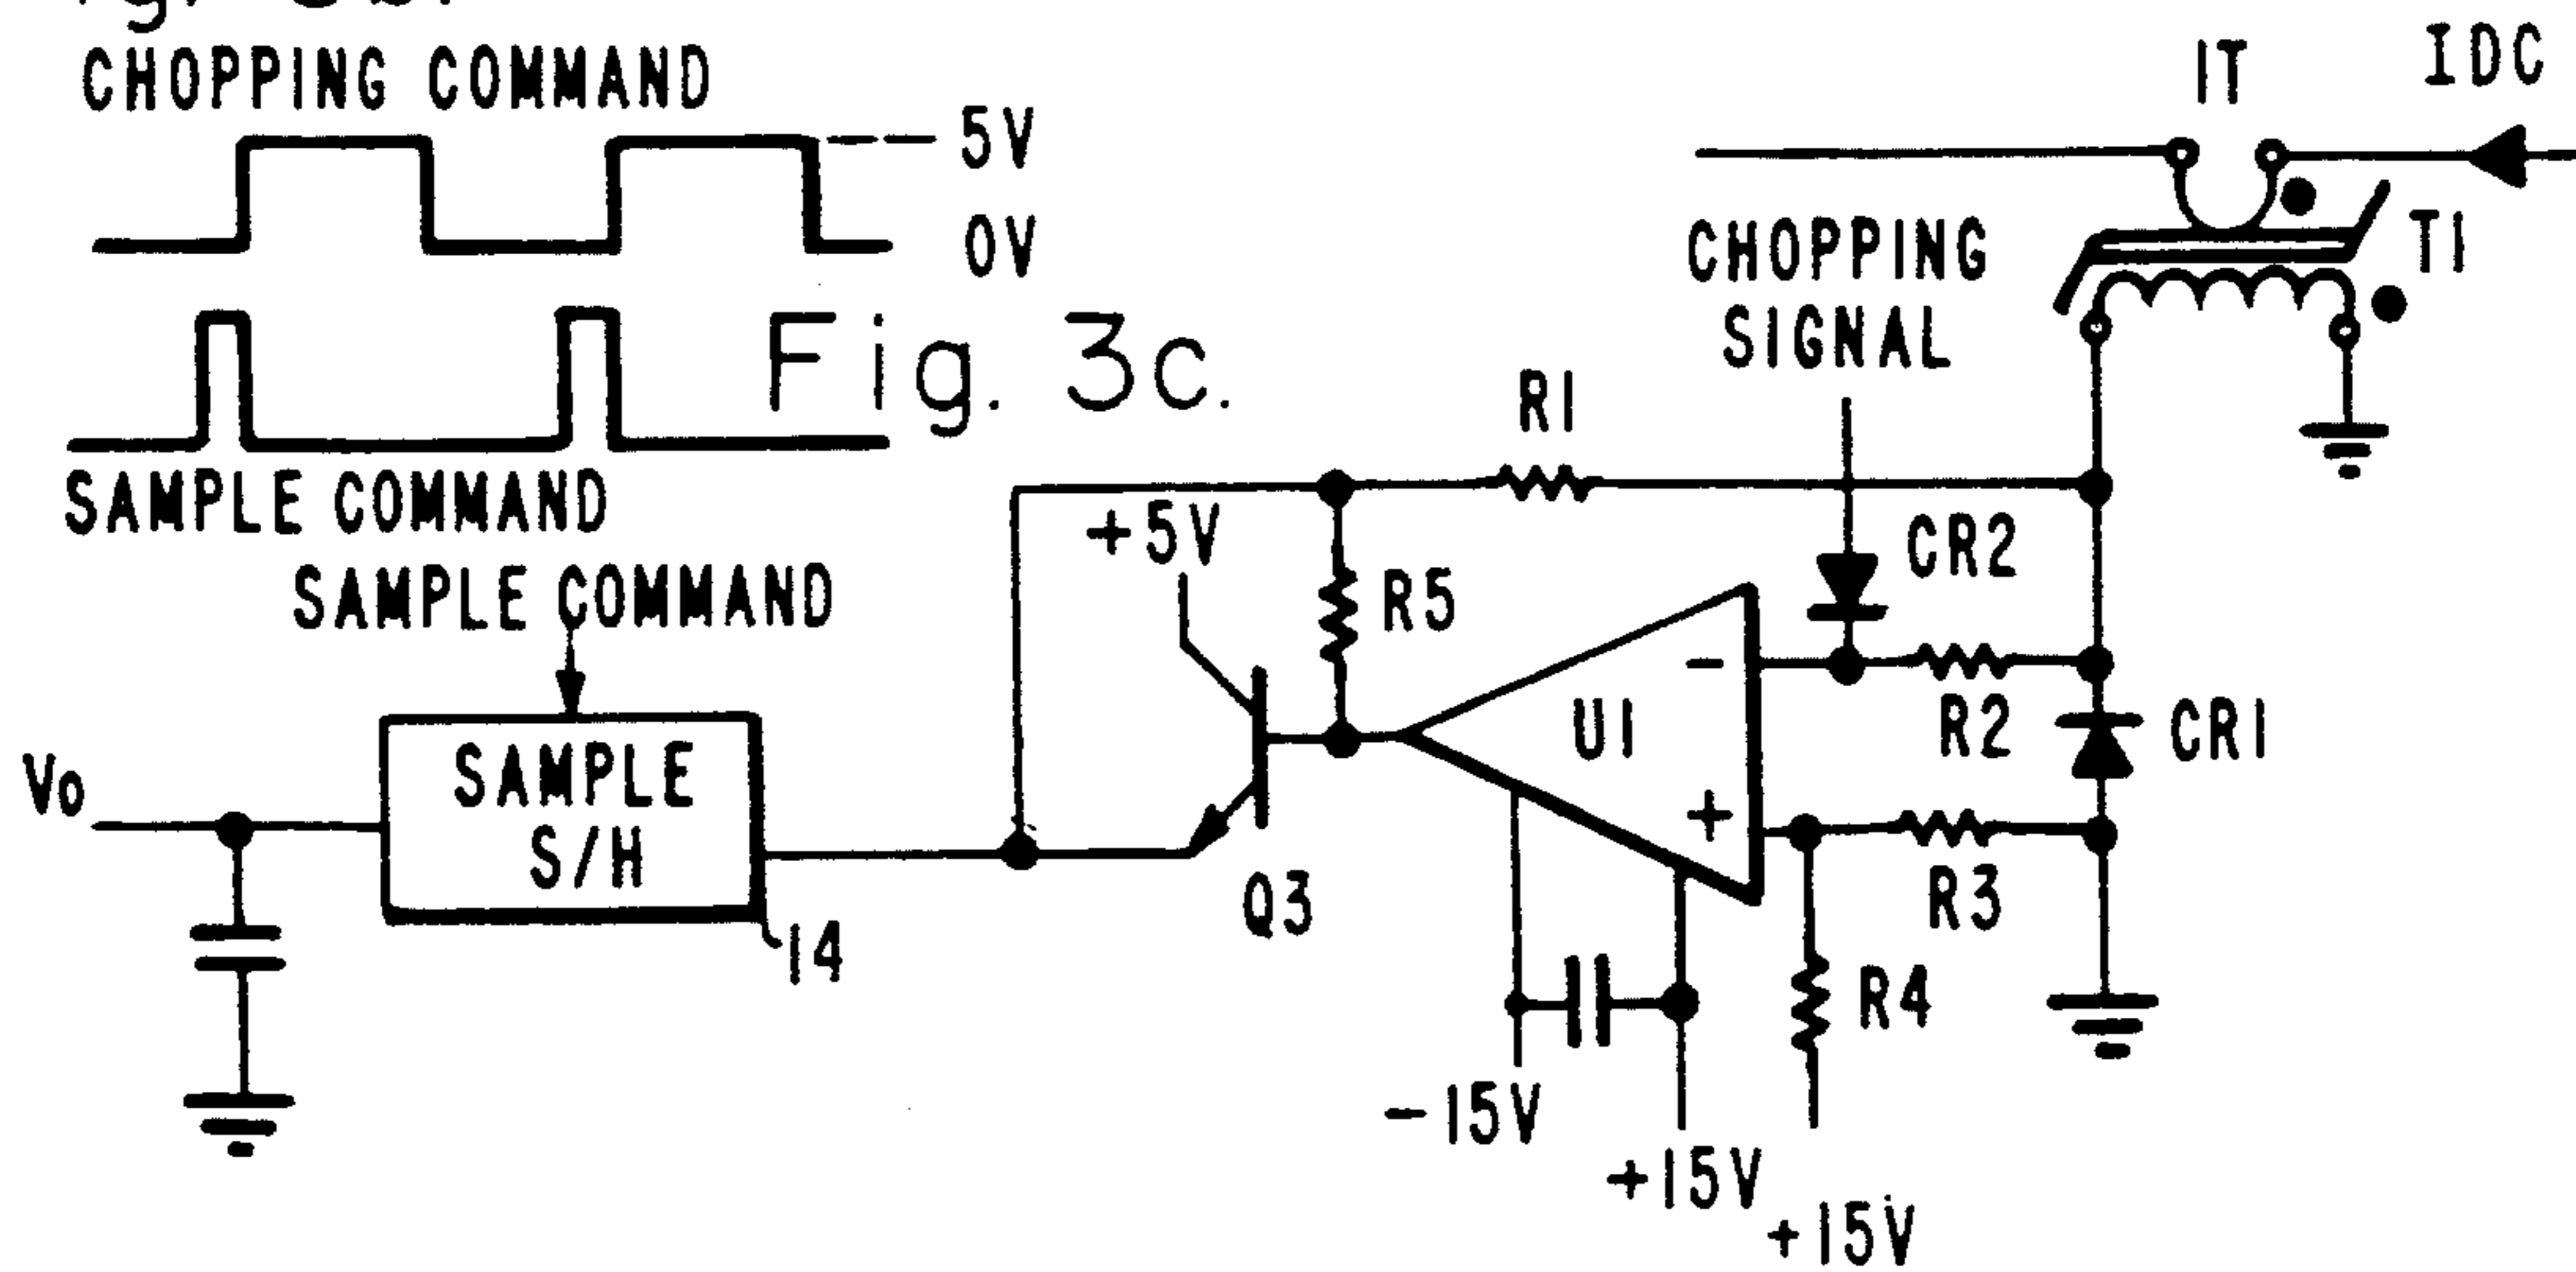 CHOPPING COMMAND
5V
0V
SAMPLE COMMAND
Fig. 3c.
IT
IDC
T1
CHOPPING
SIGNAL
R1
+5V
CR2
R5
SAMPLE COMMAND
U1
-
+
R2
CR1
Vo
SAMPLE
S/H
14
Q3
R3
R4
-15V
+15V
+15V